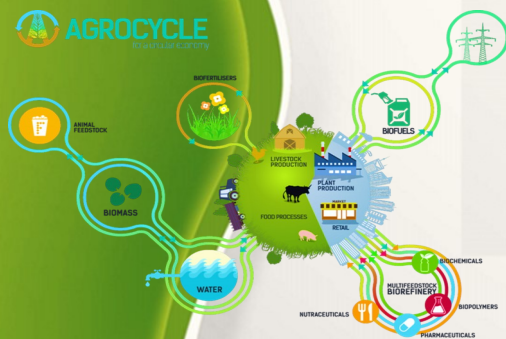 AGROCYCLE
BIOFERTILISERS
ANIMAL
FEEDSTOCK
BIOFUELS
LIVESTOCK
PRODUCTION
PLANT
PRODUCTION
BIOMASS
MARKET
FOOD PROCESSES
RETAIL
WATER
BIOCHEMICALS
MULTIFEEDSTOCK
BIOREFINERY
BIOPOLYMERS
NUTRACEUTICALS
PHARMACEUTICALS